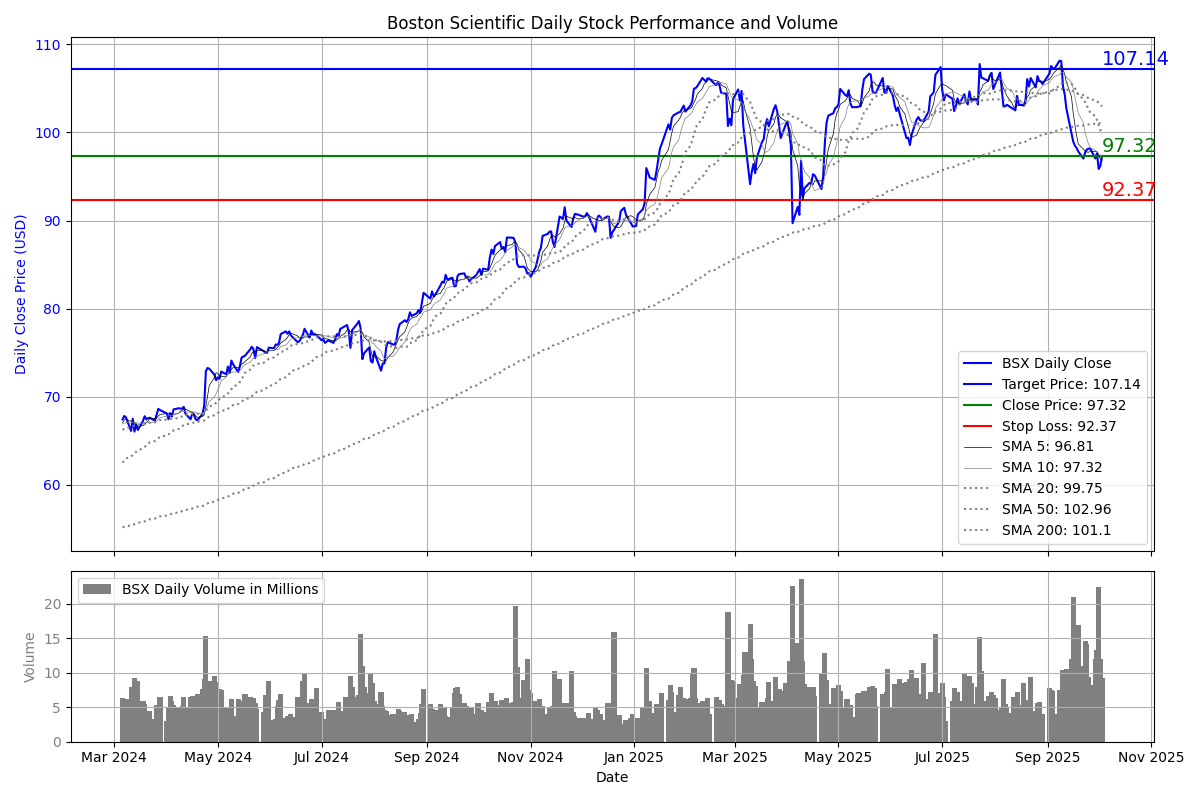 Boston Scientific Daily Stock Performance and Volume
Daily Close Price (USD)
110
100
90
80
70
60
107.14
97.32
92.37
BSX Daily Close
Target Price: 107.14
Close Price: 97.32
Stop Loss: 92.37
SMA 5: 96.81
SMA 10: 97.32
SMA 20: 99.75
SMA 50: 102.96
SMA 200: 101.1
BSX Daily Volume in Millions
Volume
20
15
10
5
0
Mar 2024 May 2024 Jul 2024 Sep 2024 Nov 2024 Jan 2025 Mar 2025 May 2025 Jul 2025 Sep 2025 Nov 2025
Date